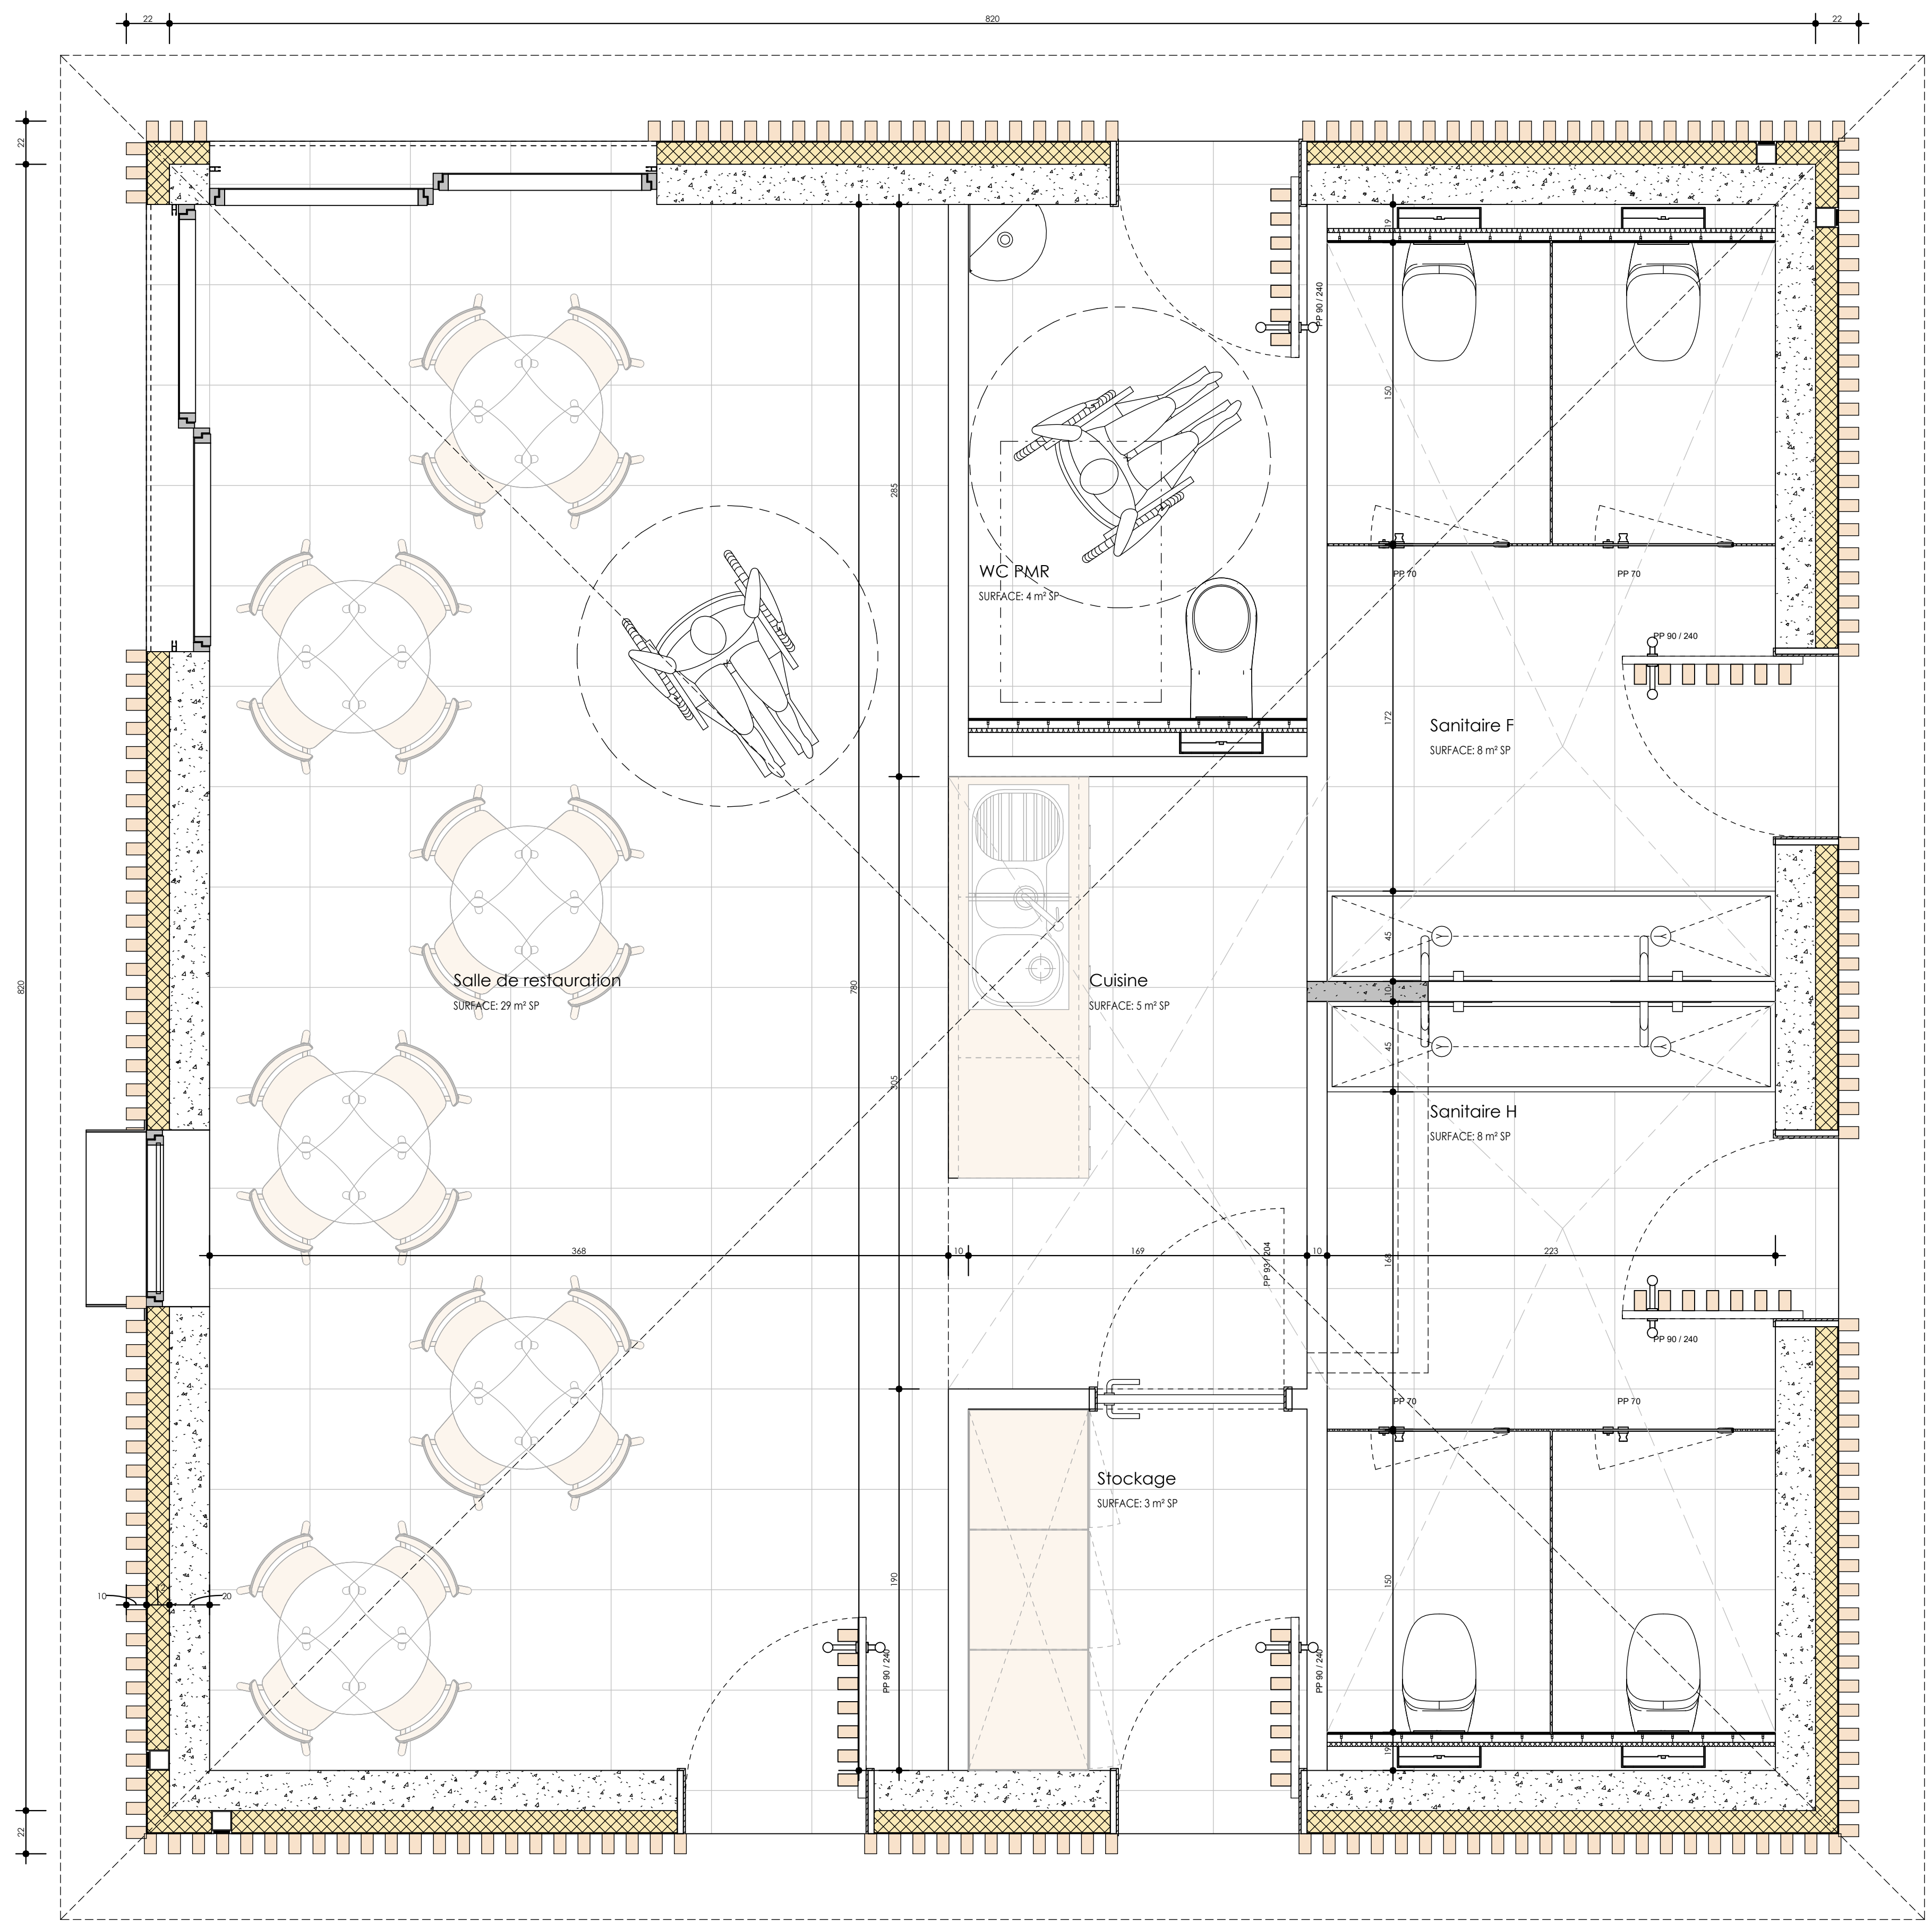 22
820
22
22
19
PP 90 / 240
150
285
WC PMR
SURFACE: 4 m² SP
PP 70
PP 70
PP 90 / 240
172
Sanitaire F
SURFACE: 8 m² SP
45
Salle de restauration
SURFACE: 29 m² SP
820
780
Cuisine
SURFACE: 5 m² SP
10
45
305
Sanitaire H
SURFACE: 8 m² SP
368
10
169
PP 93 / 204
10
168
223
PP 90 / 240
PP 70
PP 70
Stockage
SURFACE: 3 m² SP
190
150
10
12
20
PP 90 / 240
PP 90 / 240
19
22